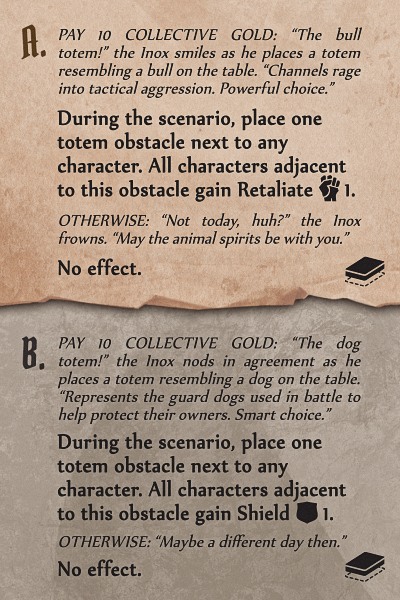 A. PAY 10 COLLECTIVE GOLD: “The bull
totem!” the Inox smiles as he places a totem
resembling a bull on the table. “Channels rage
into tactical aggression. Powerful choice.”
During the scenario, place one
totem obstacle next to any
character. All characters adjacent
to this obstacle gain Retaliate 1.
OTHERWISE: “Not today, huh?” the Inox
frowns. “May the animal spirits be with you.”
No effect.
B. PAY 10 COLLECTIVE GOLD: “The dog
totem!” the Inox nods in agreement as he
places a totem resembling a dog on the table.
“Represents the guard dogs used in battle to
help protect their owners. Smart choice.”
During the scenario, place one
totem obstacle next to any
character. All characters adjacent
to this obstacle gain Shield 1.
OTHERWISE: “Maybe a different day then.”
No effect.